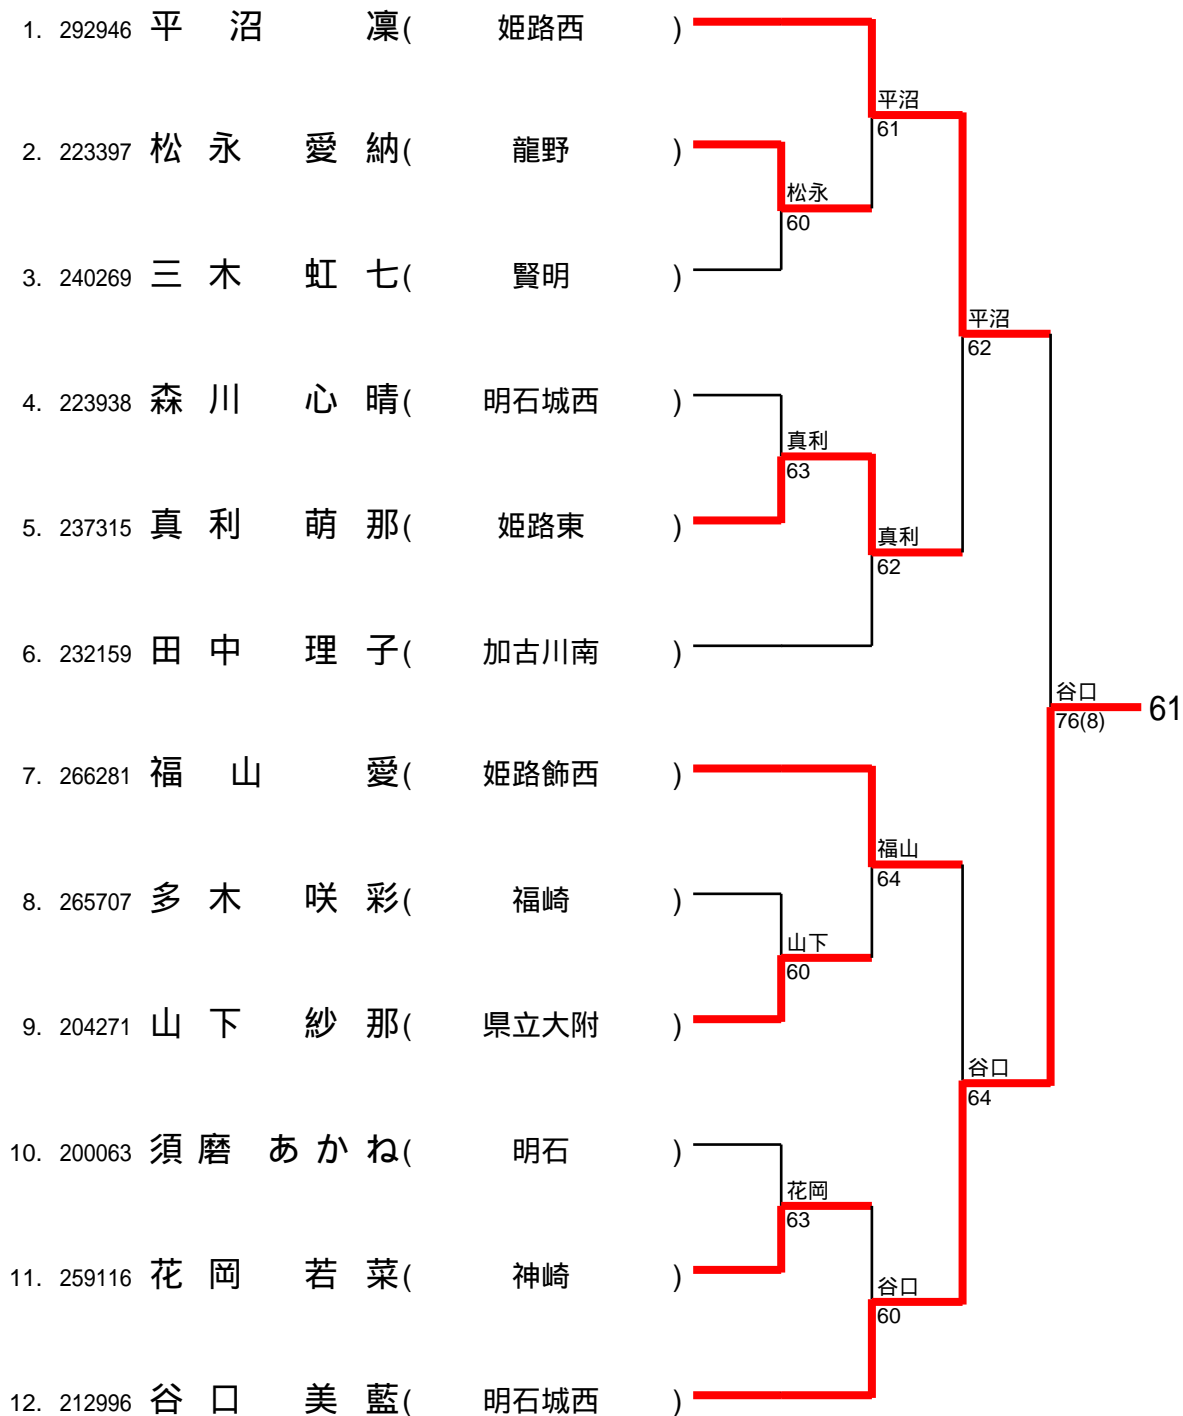 1. 292946 平沼 凜( 姫路西 )
平沼
61
2. 223397 松永 愛納( 龍野 )
松永
60
3. 240269 三木 虹七( 賢明 )
平沼
62
4. 223938 森川 心晴( 明石城西 )
真利
63
5. 237315 真利 萌那( 姫路東 )
真利
62
6. 232159 田中 理子( 加古川南 )
谷口
76(8)
61
7. 266281 福山 愛( 姫路飾西 )
福山
64
8. 265707 多木 咲彩( 福崎 )
山下
60
9. 204271 山下 紗那( 県立大附 )
谷口
64
10. 200063 須磨 あかね( 明石 )
花岡
63
11. 259116 花岡 若菜( 神崎 )
谷口
60
12. 212996 谷口 美藍( 明石城西 )